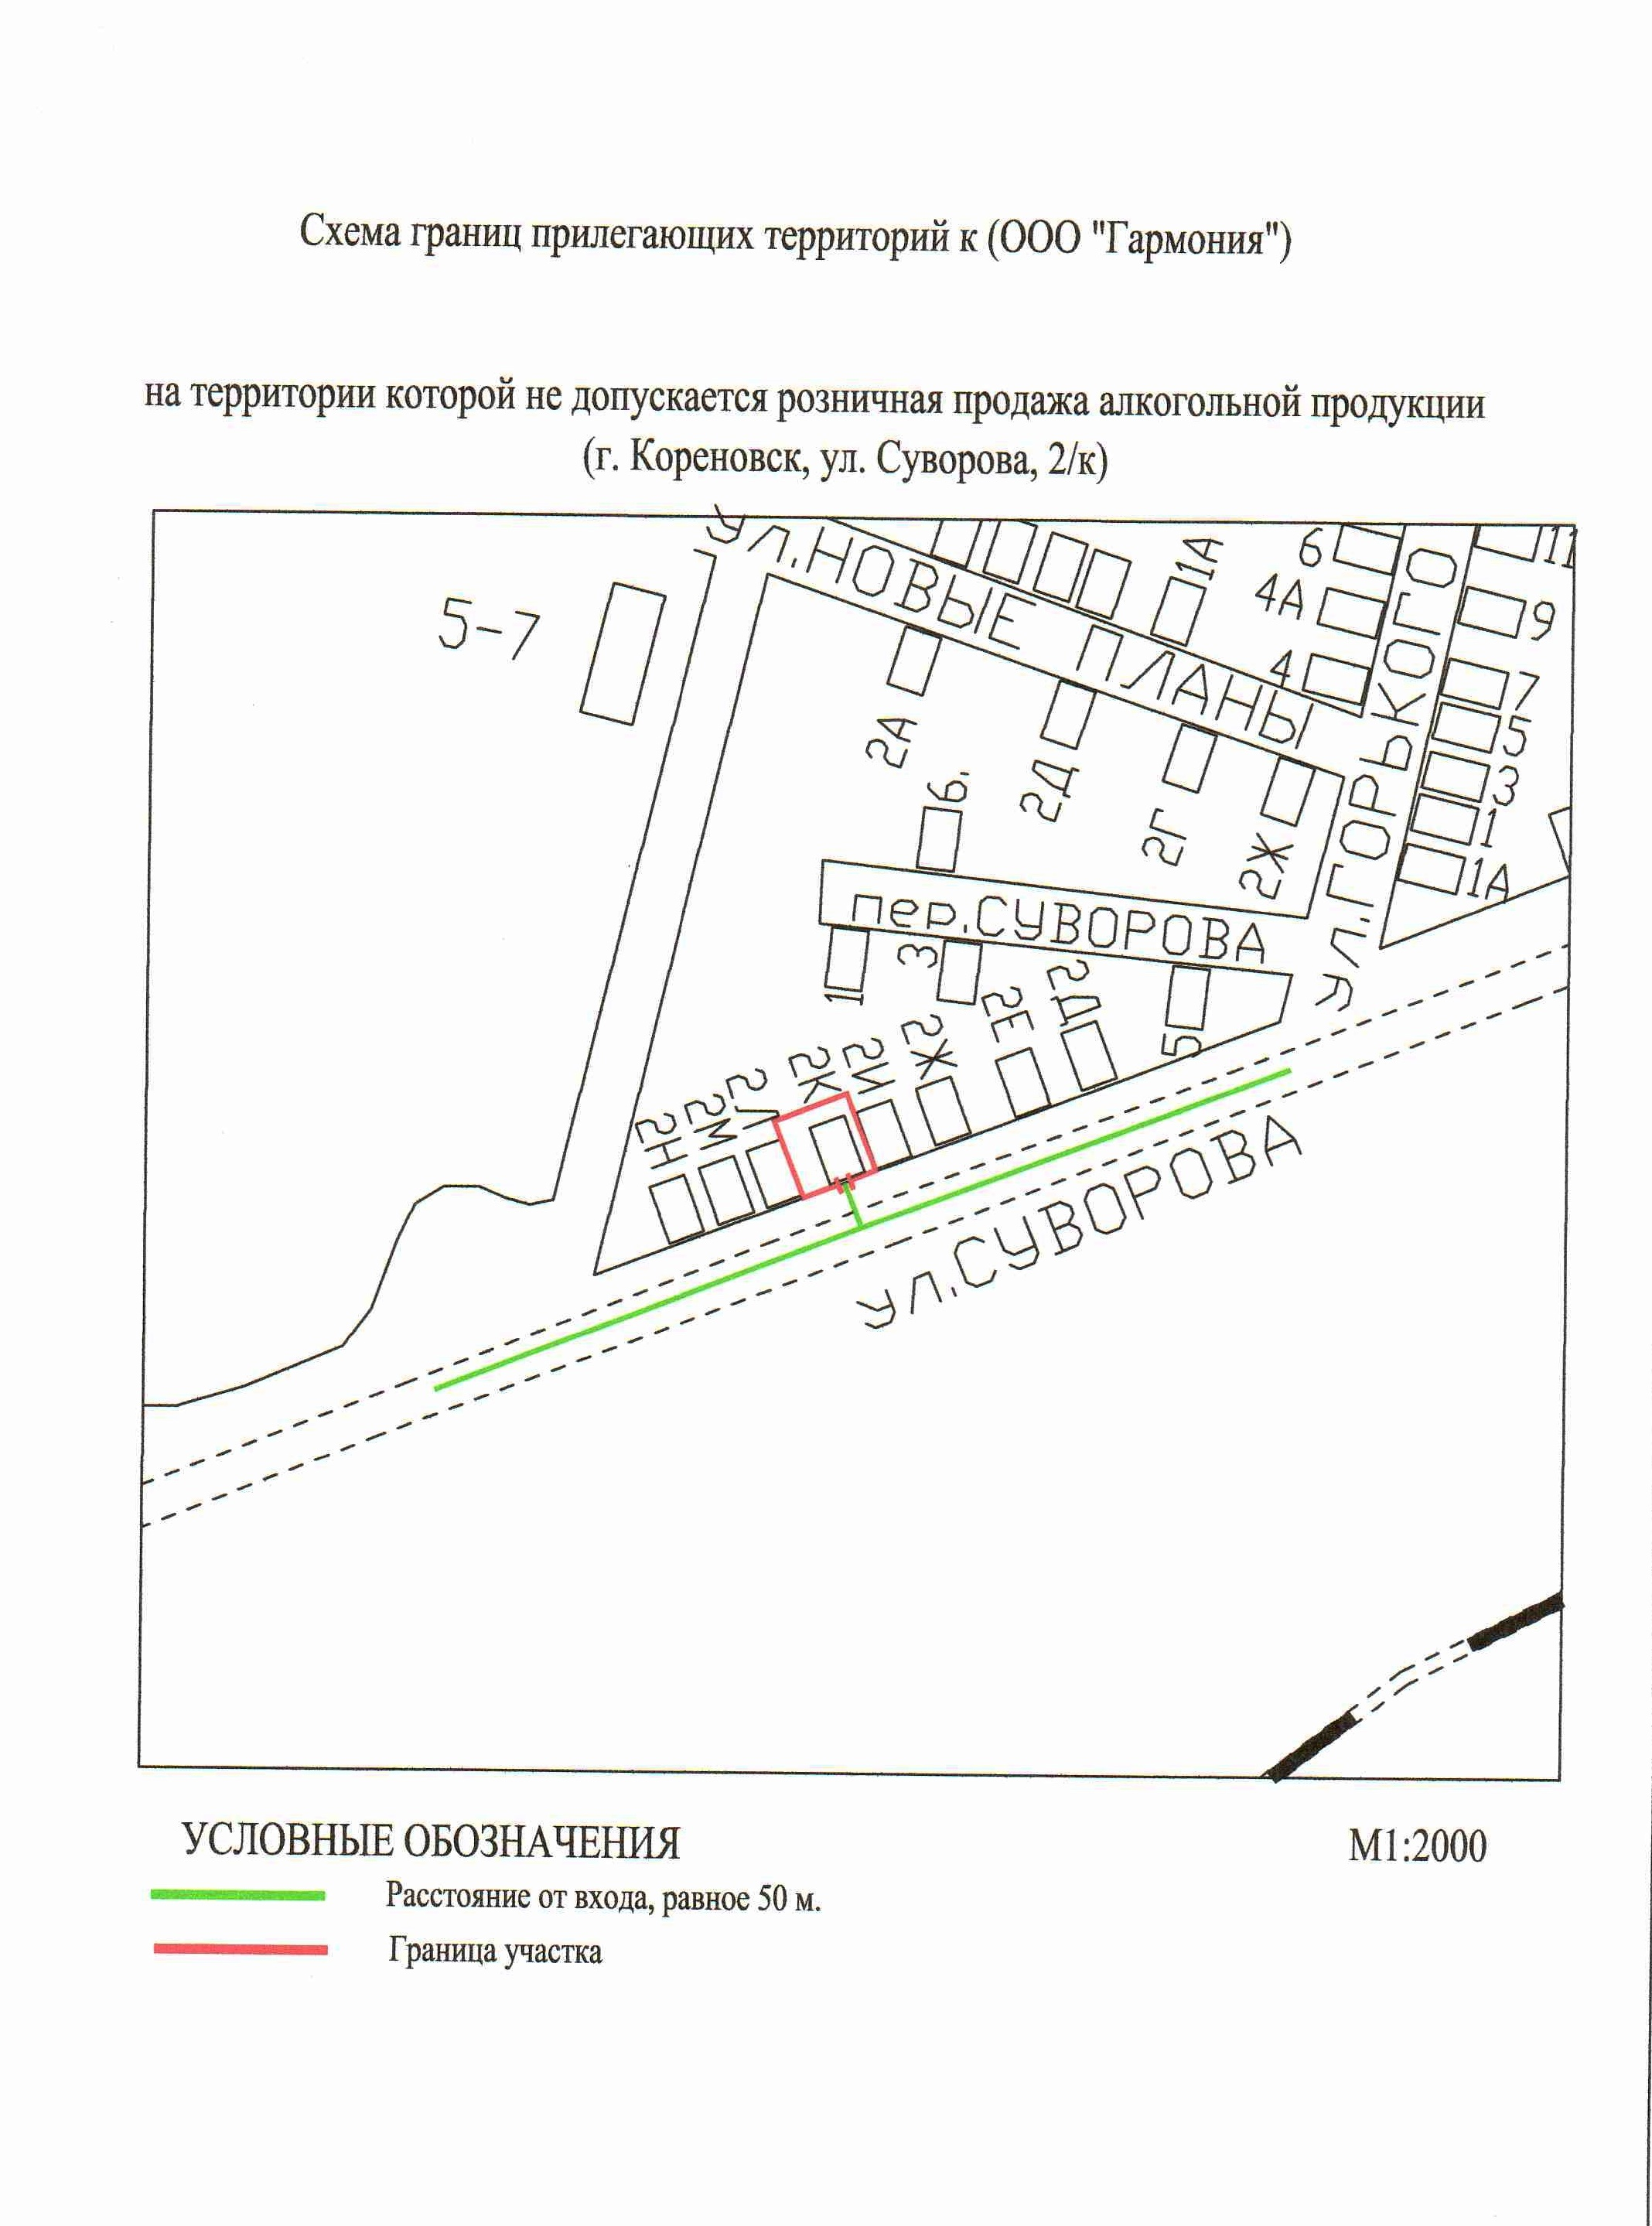 Схема границ прилегающих территорий к (ООО "Гармония")
на территории которой не допускается розничная продажа алкогольной продукции
(г. Кореновск, ул. Суворова, 2/к)
5-7
ул.НОВЫЕ ПЛАНЫ
1А
6
4А
4
ул.ГОРЬКОГО
11
9
7
5
3
1
1А
2А
2Д
2Г
2Ж
6.
пер.СУВОРОВА
1
3
5
2Н
2М
2Л
2К
2И
2Ж
2Е
2Д
ул.СУВОРОВА
УСЛОВНЫЕ ОБОЗНАЧЕНИЯ
М1:2000
Расстояние от входа, равное 50 м.
Граница участка